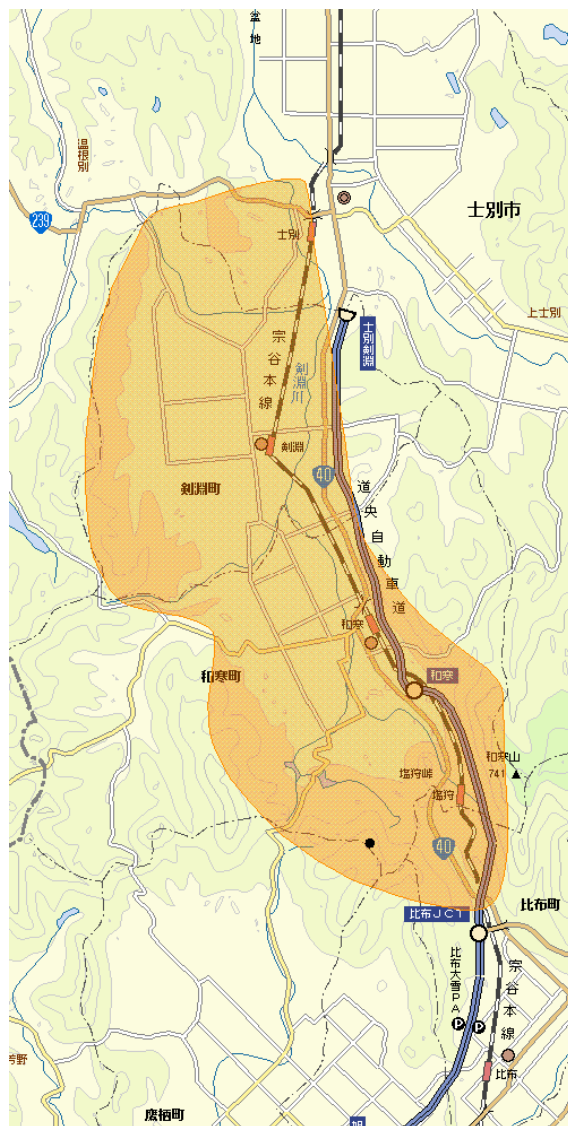 盆地
温根別
239
士別市
士別
上士別
士別剣淵
宗谷本線
剣淵川
剣淵
40
剣淵町
道央自動車道
和寒
和寒町
和寒
和寒山
741
塩狩峠
塩狩
40
比布JCT
比布町
比布大雪PA
宗谷本線
P
P
比布
鷹栖町
旭